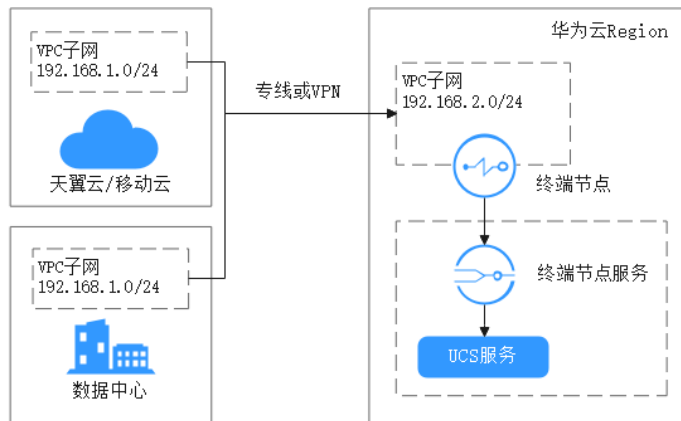 VPC子网
192.168.1.0/24
天翼云/移动云
VPC子网
192.168.1.0/24
数据中心
专线或VPN
华为云Region
VPC子网
192.168.2.0/24
终端节点
终端节点服务
UCS服务